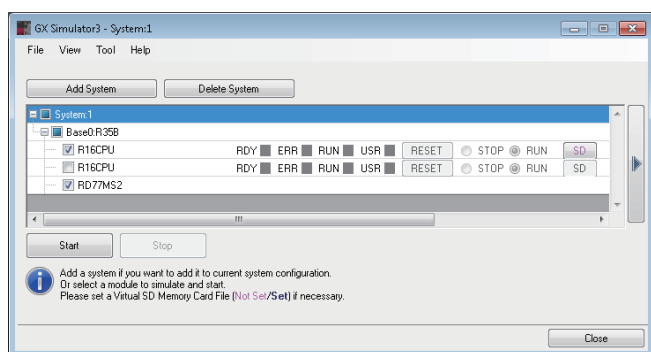 GX Simulator3 - System:1
File View Tool Help
Add System Delete System
System:1
Base0:R35B
R16CPU RDY ERR RUN USR RESET STOP RUN SD
R16CPU RDY ERR RUN USR RESET STOP RUN SD
RD77MS2
Start Stop
Add a system if you want to add it to current system configuration.
Or select a module to simulate and start.
Please set a Virtual SD Memory Card File (Not Set/Set) if necessary.
Close